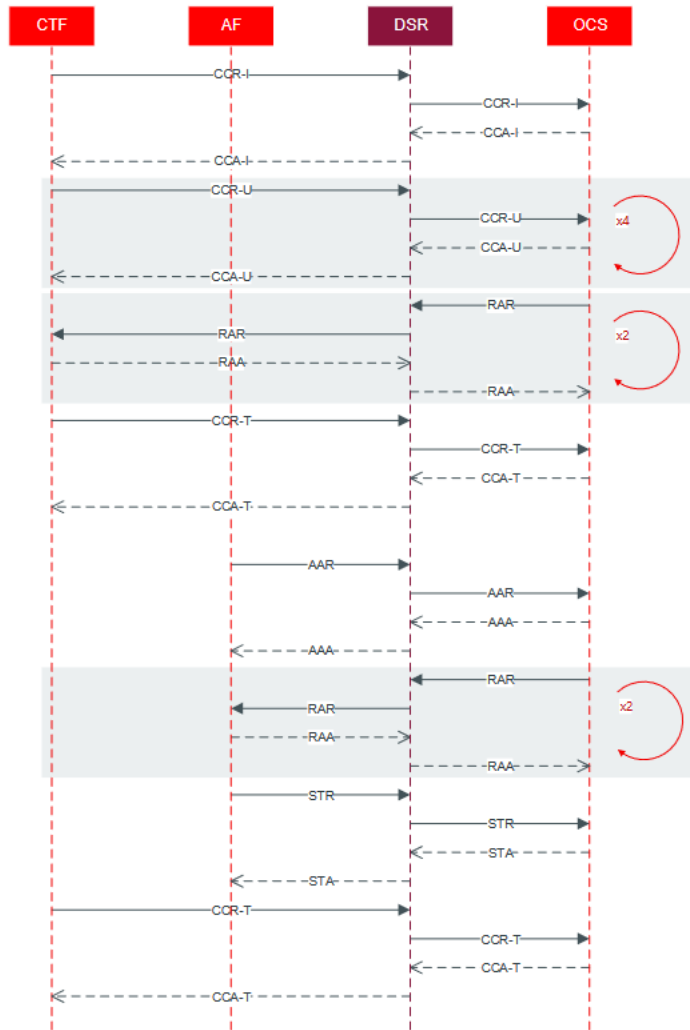 CTF AF DSR OCS
CCR-I
CCR-I
CCA-I
CCA-I
CCR-U
CCR-U x4
CCA-U
CCA-U
RAR
RAR x2
RAA
RAA
CCR-T
CCR-T
CCA-T
CCA-T
AAR
AAR
AAA
AAA
RAR
RAR x2
RAA
RAA
STR
STR
STA
STA
CCR-T
CCR-T
CCA-T
CCA-T